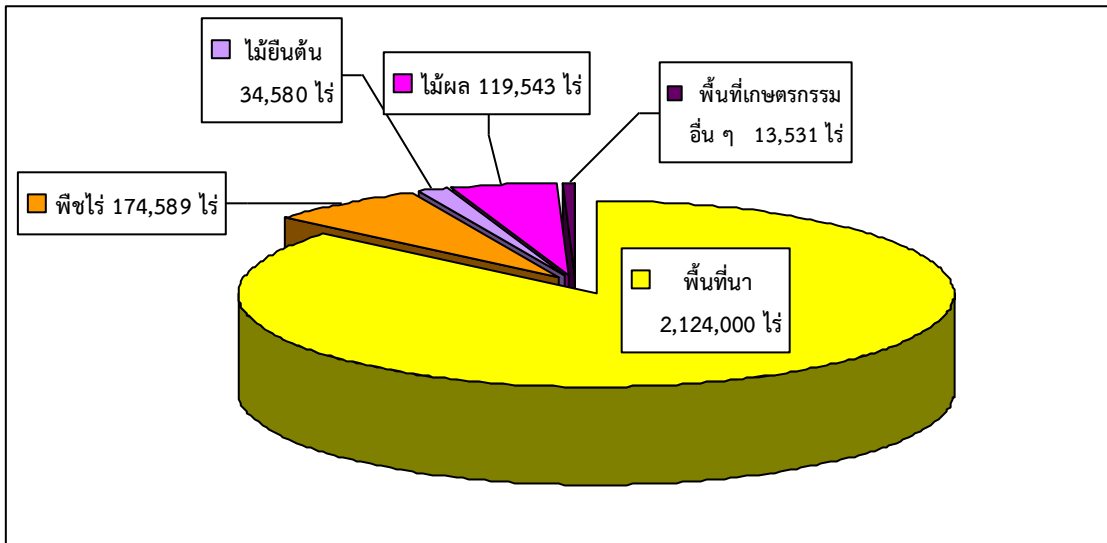 ไม้ยืนต้น
34,580 ไร่
ไม้ผล 119,543 ไร่
พื้นที่เกษตรกรรม
อื่น ๆ 13,531 ไร่
พืชไร่ 174,589 ไร่
พื้นที่นา
2,124,000 ไร่